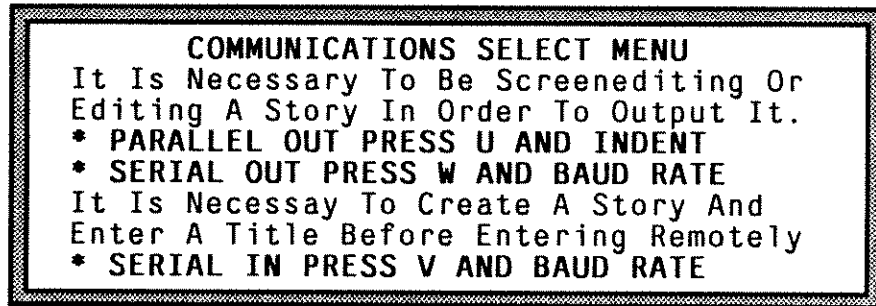 COMMUNICATIONS SELECT MENU
It Is Necessary To Be Screenediting Or
Editing A Story In Order To Output It.
* PARALLEL OUT PRESS U AND INDENT
* SERIAL OUT PRESS W AND BAUD RATE
It Is Necessay To Create A Story And
Enter A Title Before Entering Remotely
* SERIAL IN PRESS V AND BAUD RATE